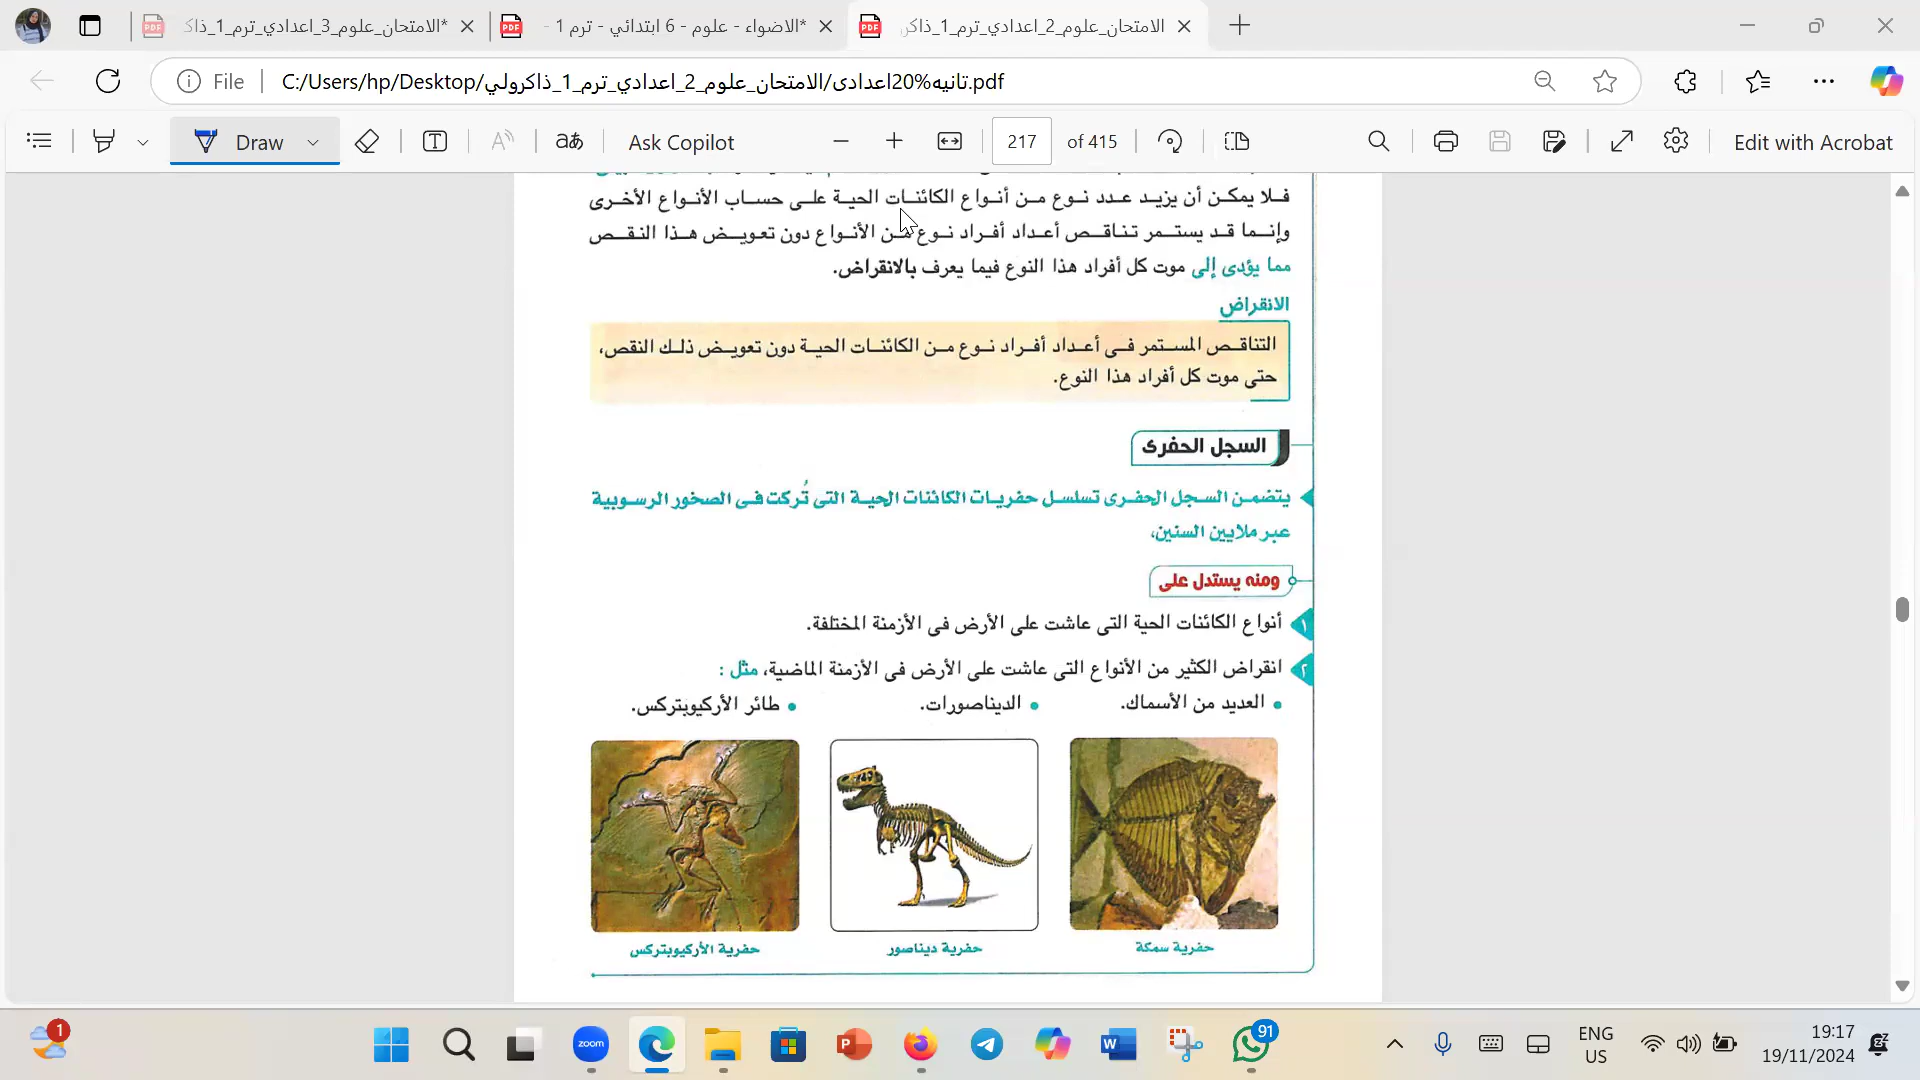 الامتحان_علوم_3_اعدادي_ترم_1_ذاك*
الاضواء - علوم - 6 ابتدائي - ترم 1 -*
الامتحان_علوم_2_اعدادي_ترم_1_ذاكر
File
C:/Users/hp/Desktop/تانيه%20اعدادى/الامتحان_علوم_2_اعدادي_ترم_1_ذاكرولي.pdf
Draw
Ask Copilot
217 of 415
Edit with Acrobat
فلا يمكن أن يزيد عدد نوع من أنواع الكائنات الحية على حساب الأنواع الأخرى
وإنما قد يستمر تناقص أعداد أفراد نوع من الأنواع دون تعويض هذا النقص
مما يؤدى إلى موت كل أفراد هذا النوع فيما يعرف بالانقراض.
الانقراض
التناقص المستمر فى أعداد أفراد نوع من الكائنات الحية دون تعويض ذلك النقص،
حتى موت كل أفراد هذا النوع.
السجل الحفرى
يتضمن السجل الحفرى تسلسل حفريات الكائنات الحية التى تُركت فى الصخور الرسوبية
عبر ملايين السنين،
ومنه يستدل على
١ أنواع الكائنات الحية التى عاشت على الأرض فى الأزمنة المختلفة.
٢ انقراض الكثير من الأنواع التى عاشت على الأرض فى الأزمنة الماضية، مثل :
• العديد من الأسماك. • الديناصورات. • طائر الأركيوبتركس.
حفرية سمكة
حفرية ديناصور
حفرية الأركيوبتركس
1
zoom
91
ENG
US
19:17
19/11/2024